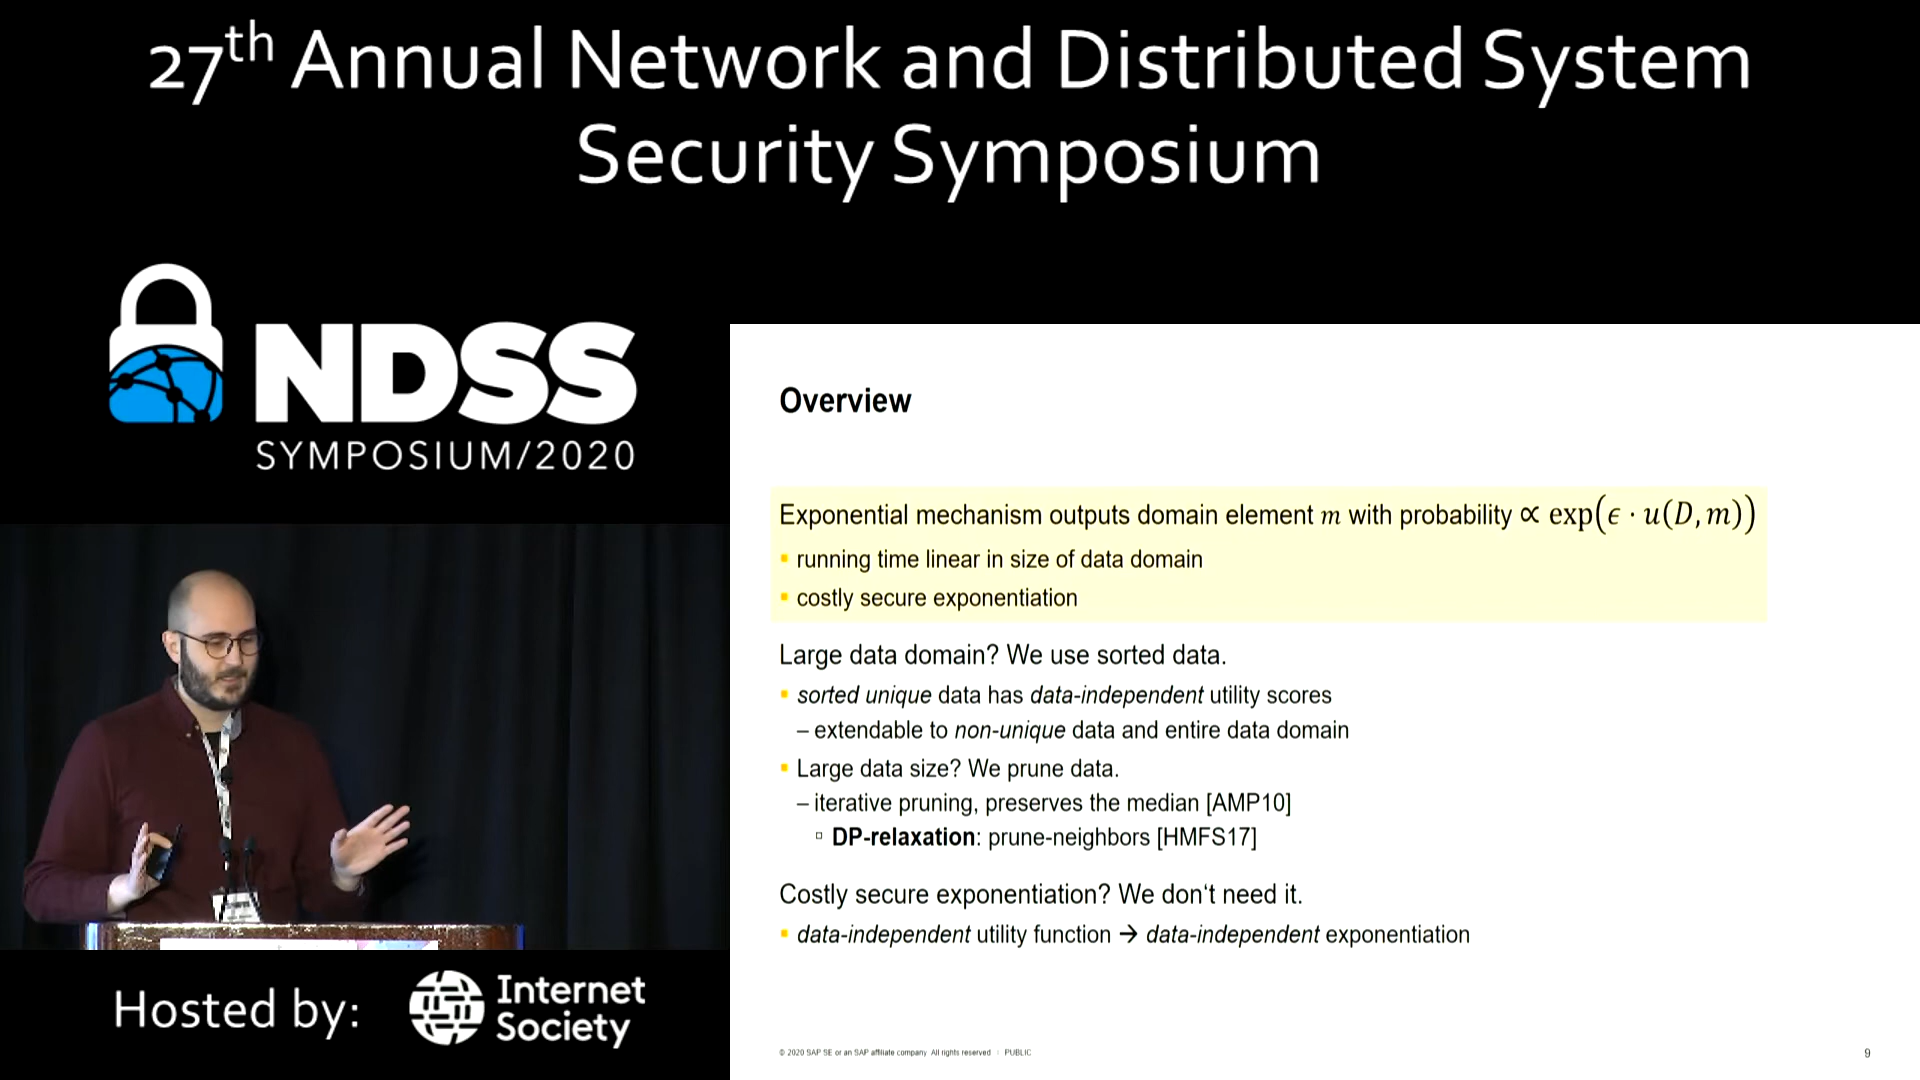 27th Annual Network and Distributed System
Security Symposium
NDSS
SYMPOSIUM/2020
Overview
Exponential mechanism outputs domain element m with probability ∝ exp(ϵ · u(D, m))
▪ running time linear in size of data domain
▪ costly secure exponentiation
Large data domain? We use sorted data.
▪ sorted unique data has data-independent utility scores
– extendable to non-unique data and entire data domain
▪ Large data size? We prune data.
– iterative pruning, preserves the median [AMP10]
▫ DP-relaxation: prune-neighbors [HMFS17]
Costly secure exponentiation? We don‘t need it.
▪ data-independent utility function → data-independent exponentiation
© 2020 SAP SE or an SAP affiliate company. All rights reserved. ǀ PUBLIC
9
Hosted by:
Internet
Society